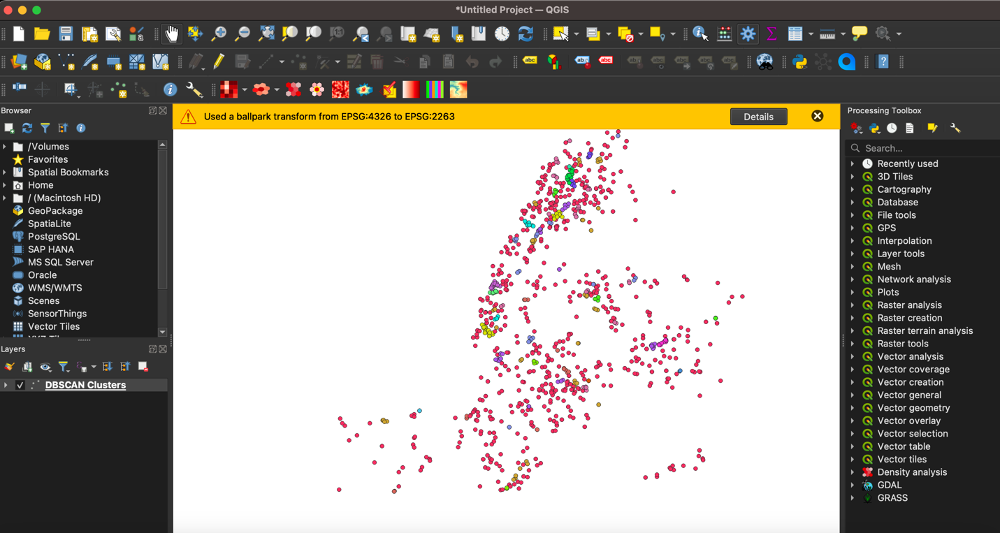 *Untitled Project — QGIS
abc
ab
abc
Browser
Used a ballpark transform from EPSG:4326 to EPSG:2263
Details
Processing Toolbox
Search...
/Volumes
Favorites
Spatial Bookmarks
Home
/ (Macintosh HD)
GeoPackage
SpatiaLite
PostgreSQL
SAP HANA
MS SQL Server
Oracle
WMS/WMTS
Scenes
SensorThings
Vector Tiles
Layers
DBSCAN Clusters
Recently used
3D Tiles
Cartography
Database
File tools
GPS
Interpolation
Layer tools
Mesh
Network analysis
Plots
Raster analysis
Raster creation
Raster terrain analysis
Raster tools
Vector analysis
Vector coverage
Vector creation
Vector general
Vector geometry
Vector overlay
Vector selection
Vector table
Vector tiles
Density analysis
GDAL
GRASS